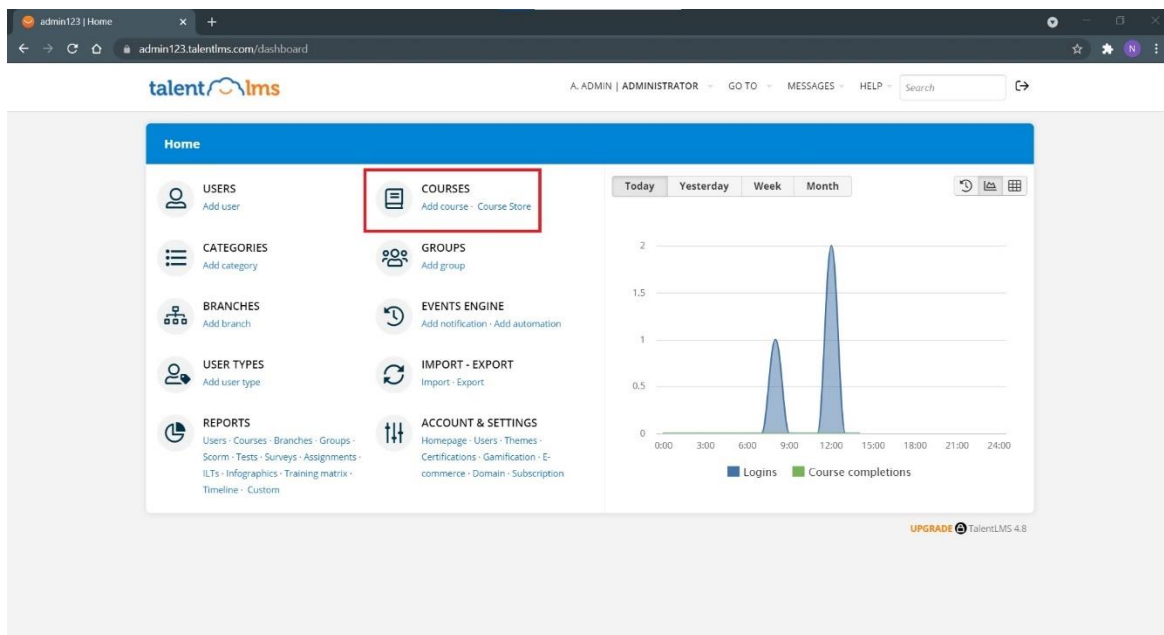 admin123 | Home
admin123.talentlms.com/dashboard
N
talentlms
A. ADMIN | ADMINISTRATOR GO TO MESSAGES HELP Search
Home
USERS
Add user
COURSES
Add course · Course Store
CATEGORIES
Add category
GROUPS
Add group
BRANCHES
Add branch
EVENTS ENGINE
Add notification · Add automation
USER TYPES
Add user type
IMPORT - EXPORT
Import · Export
REPORTS
Users · Courses · Branches · Groups ·
Scorm · Tests · Surveys · Assignments ·
ILTs · Infographics · Training matrix ·
Timeline · Custom
ACCOUNT & SETTINGS
Homepage · Users · Themes ·
Certifications · Gamification · E-
commerce · Domain · Subscription
Today Yesterday Week Month
2
1.5
1
0.5
0
0:00 3:00 6:00 9:00 12:00 15:00 18:00 21:00 24:00
Logins Course completions
UPGRADE TalentLMS 4.8